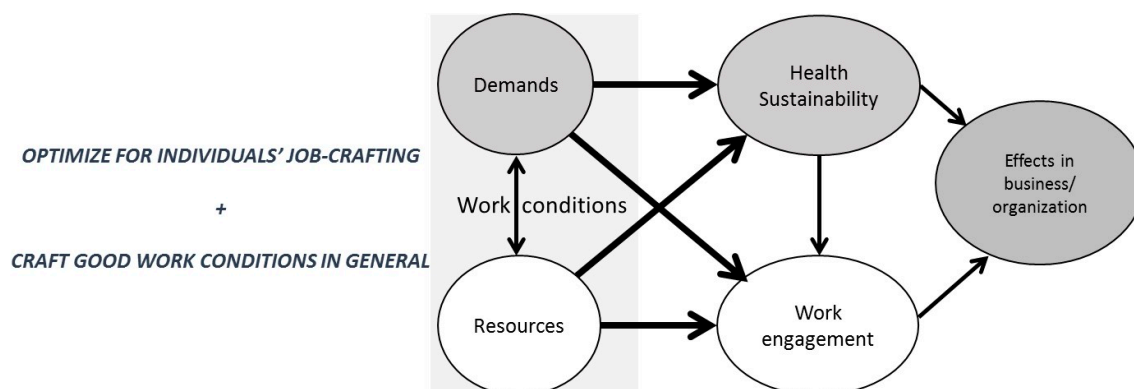 OPTIMIZE FOR INDIVIDUALS' JOB-CRAFTING
+
CRAFT GOOD WORK CONDITIONS IN GENERAL
Demands
Work conditions
Resources
Health
Sustainability
Work
engagement
Effects in
business/
organization